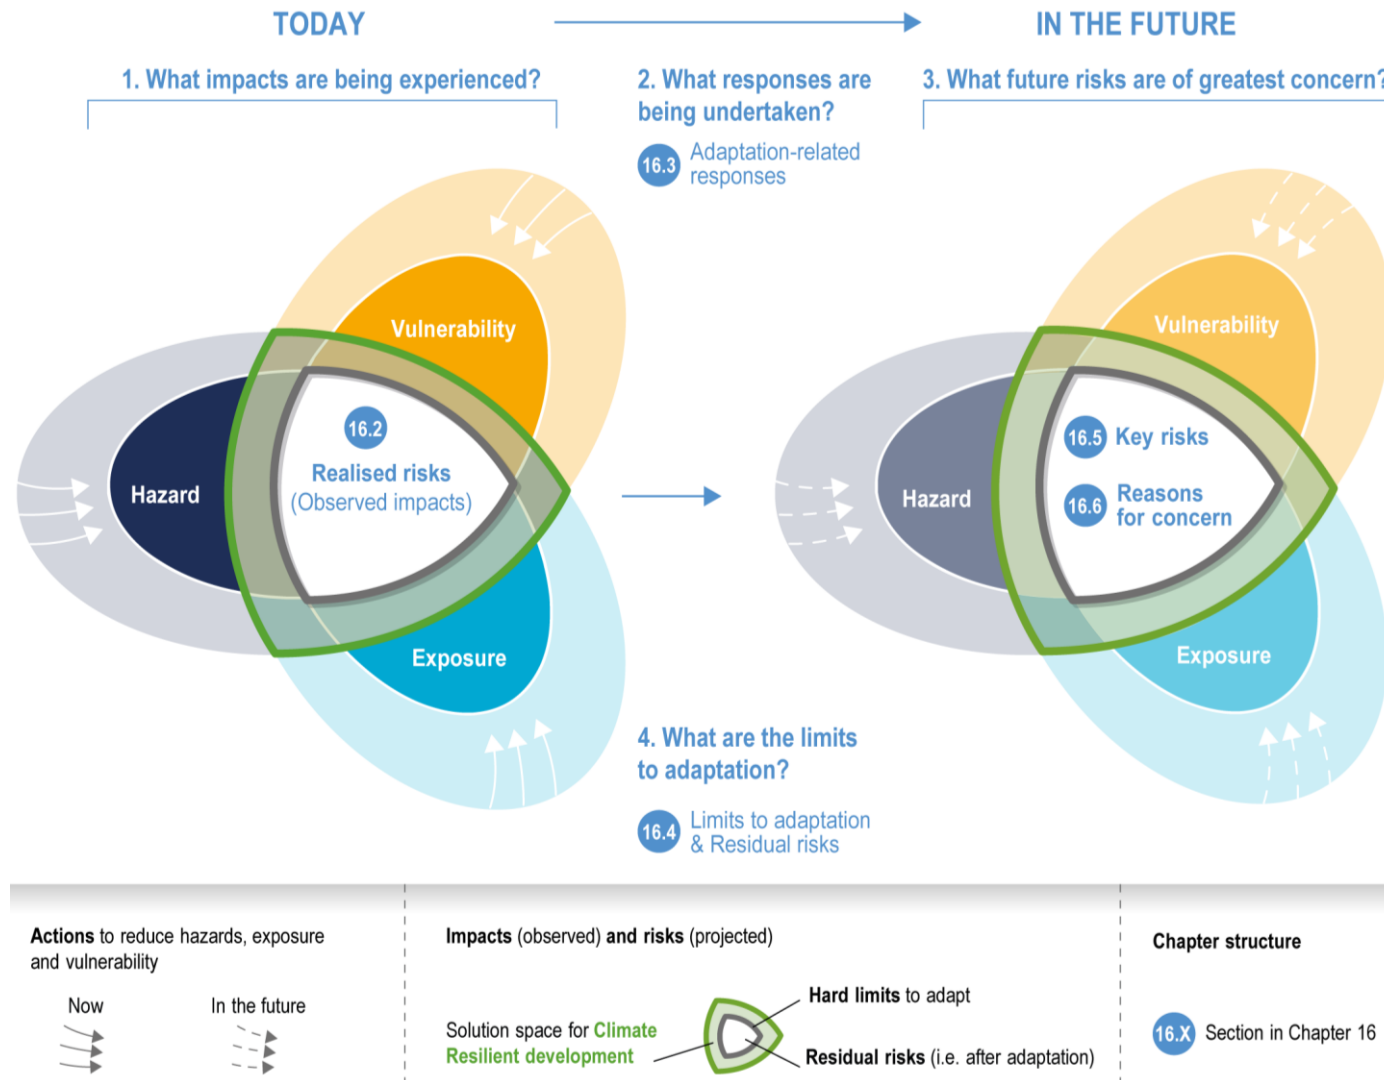 TODAY
IN THE FUTURE
1. What impacts are being experienced?
2. What responses are
being undertaken?
16.3
Adaptation-related
responses
3. What future risks are of greatest concern?
Vulnerability
Hazard
16.2
Realised risks
(Observed impacts)
Exposure
Vulnerability
Hazard
16.5
Key risks
16.6
Reasons
for concern
Exposure
4. What are the limits
to adaptation?
16.4
Limits to adaptation
& Residual risks
Actions to reduce hazards, exposure
and vulnerability
Now
In the future
Impacts (observed) and risks (projected)
Solution space for Climate
Resilient development
Hard limits to adapt
Residual risks (i.e. after adaptation)
Chapter structure
16.X
Section in Chapter 16